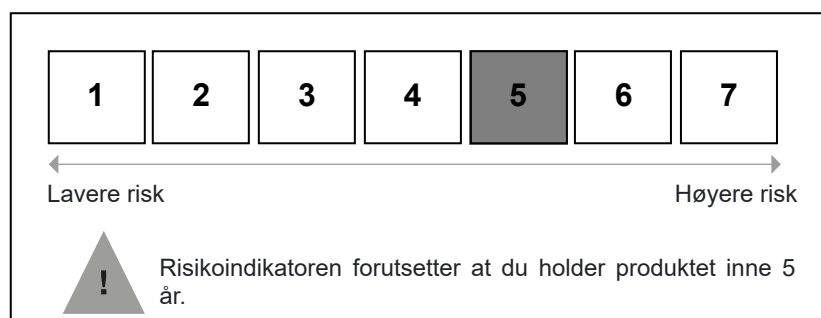 1 2 3 4 5 6 7
Lavere risk Høyere risk
! Risikoindikatoren forutsetter at du holder produktet inne 5
år.